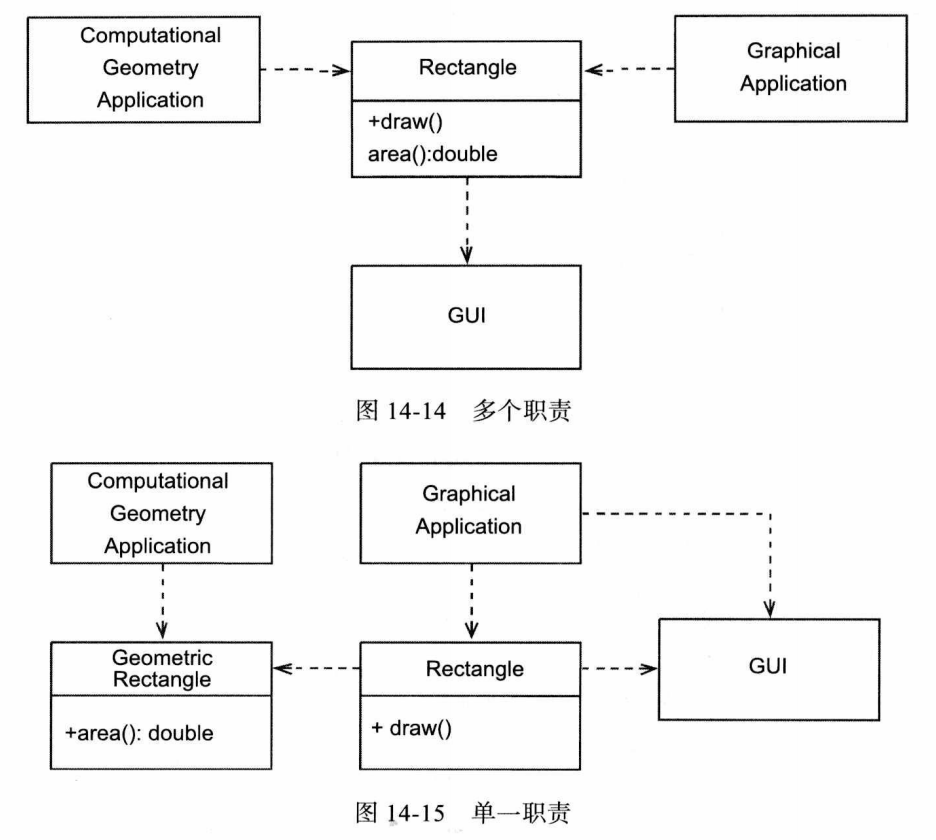 Computational
Geometry
Application
Rectangle
+draw()
area():double
Graphical
Application
GUI
图 14-14 多个职责
Computational
Geometry
Application
Graphical
Application
Geometric
Rectangle
+area(): double
Rectangle
+ draw()
GUI
图 14-15 单一职责